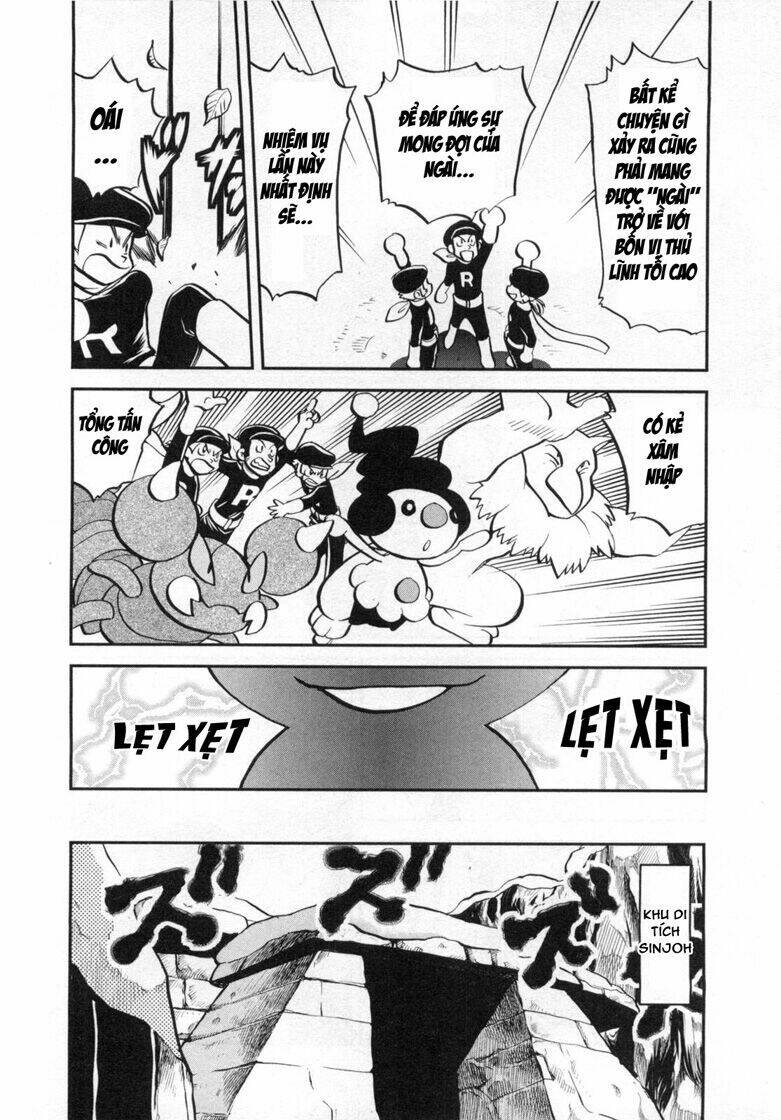 BẤT KỂ
CHUYỆN GÌ
XẢY RA CŨNG
PHẢI MANG
ĐƯỢC "NGÀI"
TRỞ VỀ VỚI
BỐN VỊ THỦ
LĨNH TỐI CAO
ĐỂ ĐÁP ỨNG SỰ
MONG ĐỢI CỦA
NGÀI...
NHIỆM VỤ
LẦN NÀY
NHẤT ĐỊNH
SẼ...
R
OÁI
...
R
CÓ KẺ
XÂM
NHẬP
TỔNG TẤN
CÔNG
R
LẸT XẸT
LẸT XẸT
KHU DI
TÍCH
SINJOH
ズ
ズ
ズ